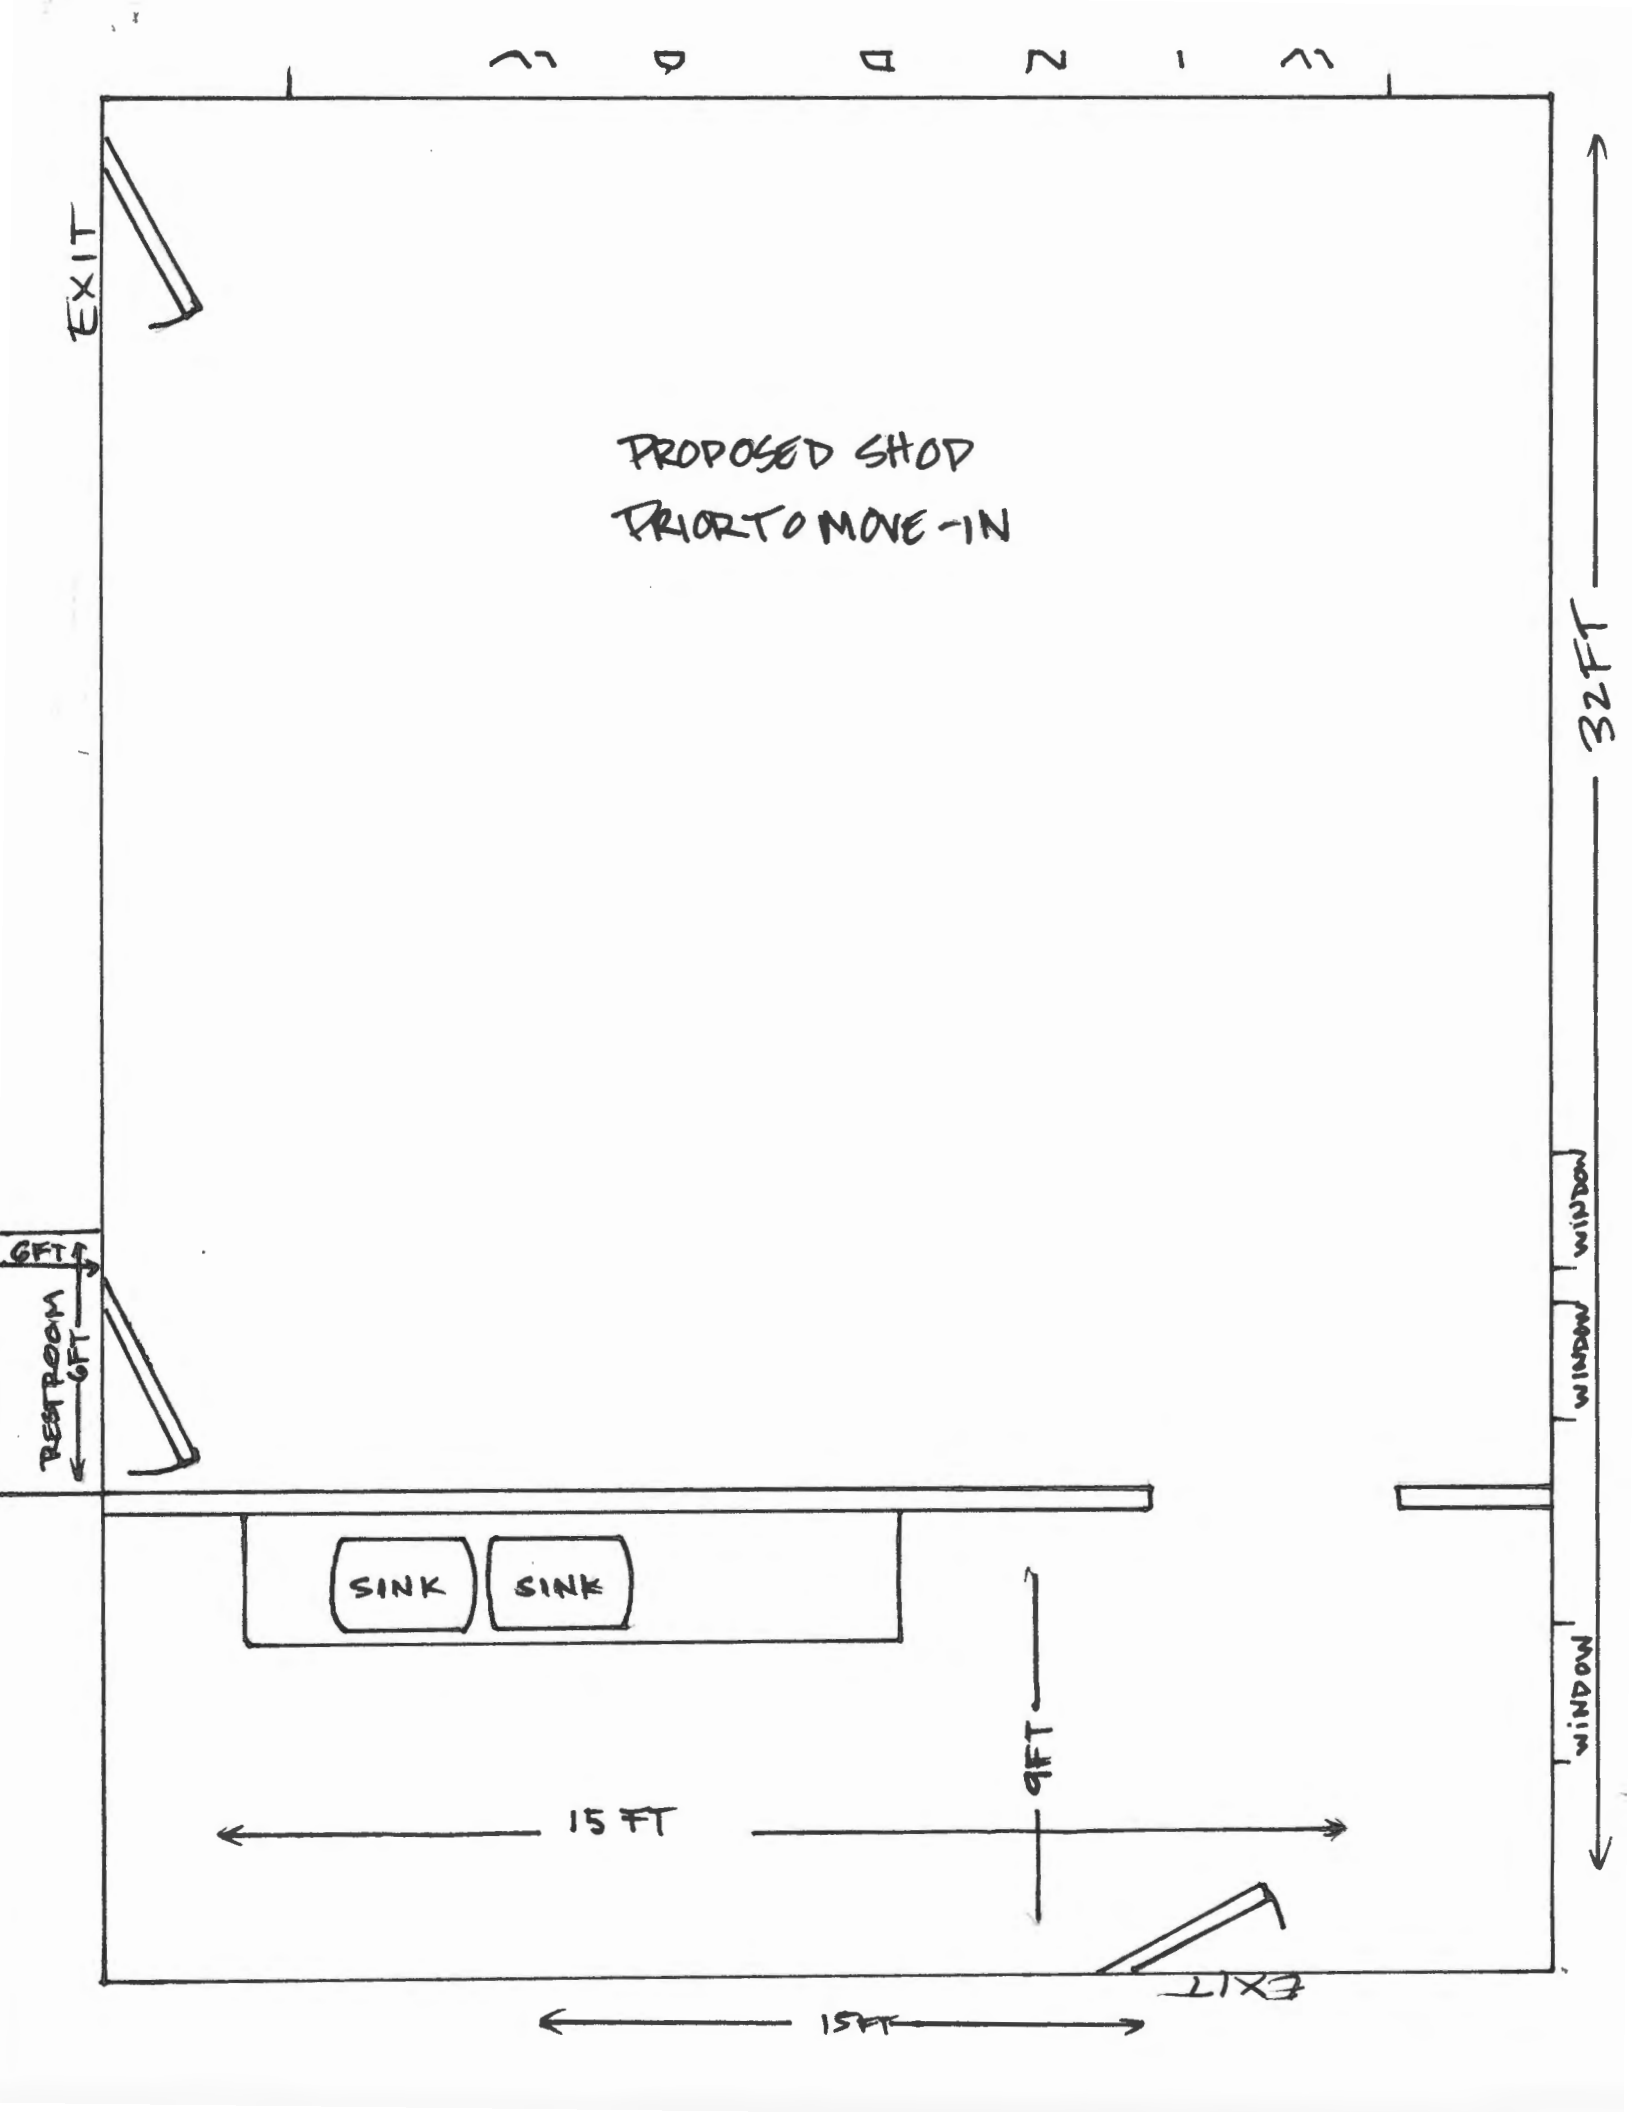 WINDOW
EXIT
PROPOSED SHOP
PRIOR TO MOVE-IN
32FT
WINDOW
6FT
RESTROOM
6FT
WINDOW
SINK SINK
WINDOW
9FT
15 FT
EXIT
15FT